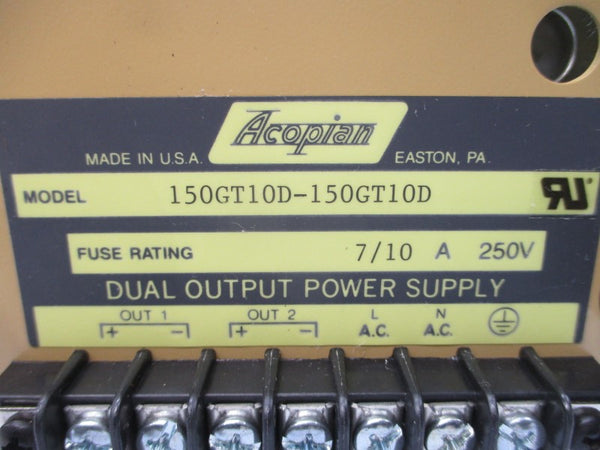 Acopian
MADE IN U.S.A. EASTON, PA.
MODEL 150GT10D-150GT10D RU
FUSE RATING 7/10 A 250V
DUAL OUTPUT POWER SUPPLY
OUT 1 OUT 2 L N
+ − + − A.C. A.C.